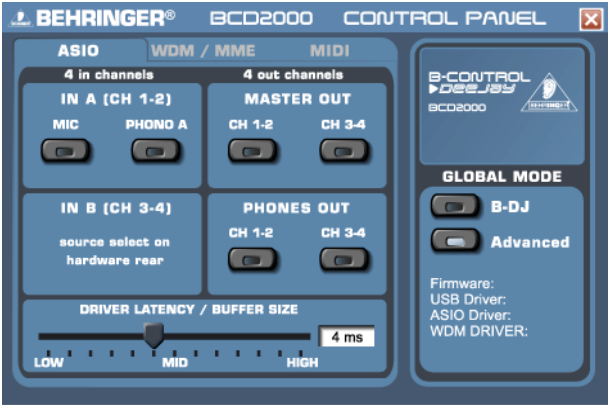 BEHRINGER® BCD2000 CONTROL PANEL
ASIO WDM / MME MIDI
4 in channels
IN A (CH 1-2)
MIC PHONO A
4 out channels
MASTER OUT
CH 1-2 CH 3-4
IN B (CH 3-4)
source select on
hardware rear
PHONES OUT
CH 1-2 CH 3-4
DRIVER LATENCY / BUFFER SIZE
4 ms
LOW MID HIGH
B-CONTROL
DEEJAY
BCD2000
BEHRINGER
GLOBAL MODE
B-DJ
Advanced
Firmware:
USB Driver:
ASIO Driver:
WDM DRIVER: